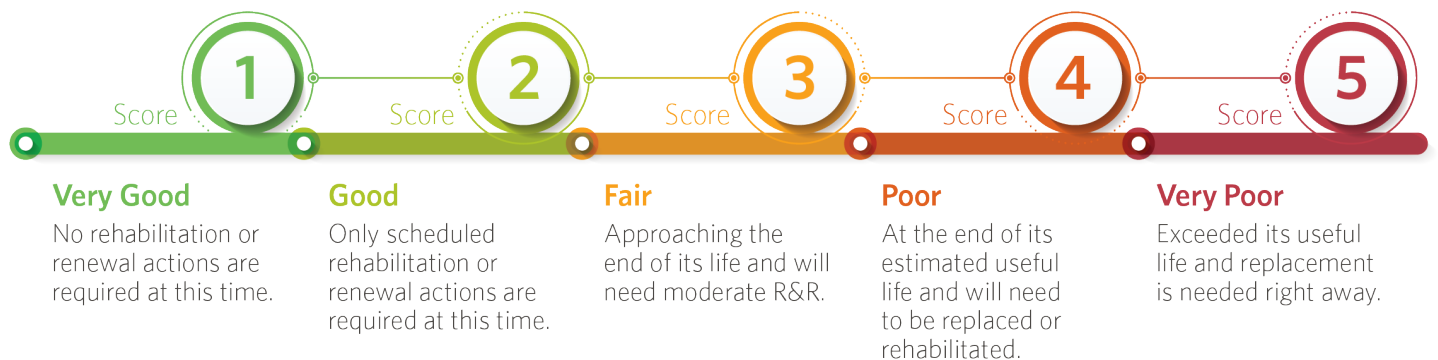 Score 1
Very Good
No rehabilitation or
renewal actions are
required at this time.
Score 2
Good
Only scheduled
rehabilitation or
renewal actions are
required at this time.
Score 3
Fair
Approaching the
end of its life and will
need moderate R&R.
Score 4
Poor
At the end of its
estimated useful
life and will need
to be replaced or
rehabilitated.
Score 5
Very Poor
Exceeded its useful
life and replacement
is needed right away.